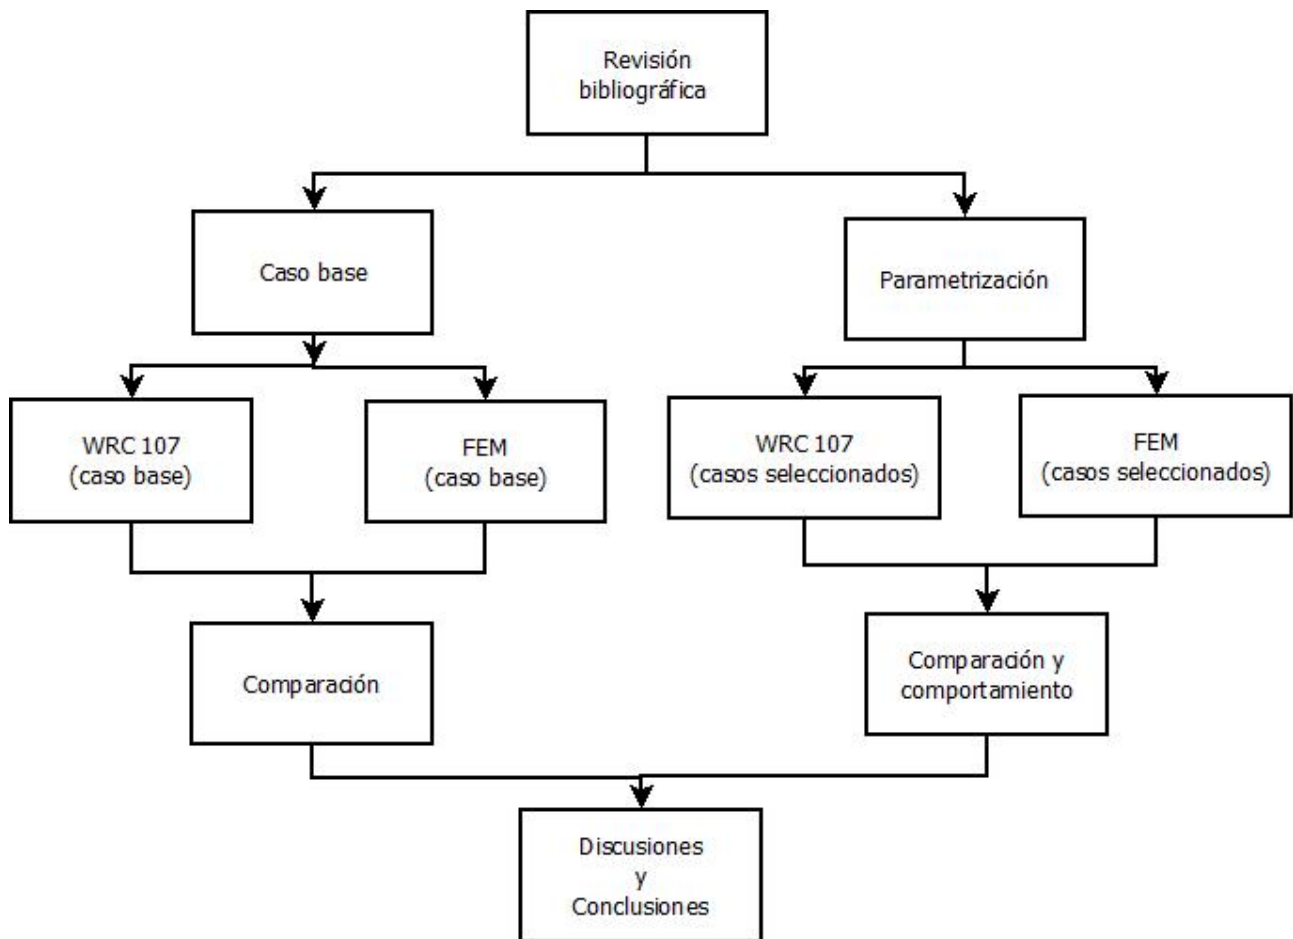 Revisión
bibliográfica
Caso base
Parametrización
WRC 107
(caso base)
FEM
(caso base)
WRC 107
(casos seleccionados)
FEM
(casos seleccionados)
Comparación
Comparación y
comportamiento
Discusiones
y
Conclusiones